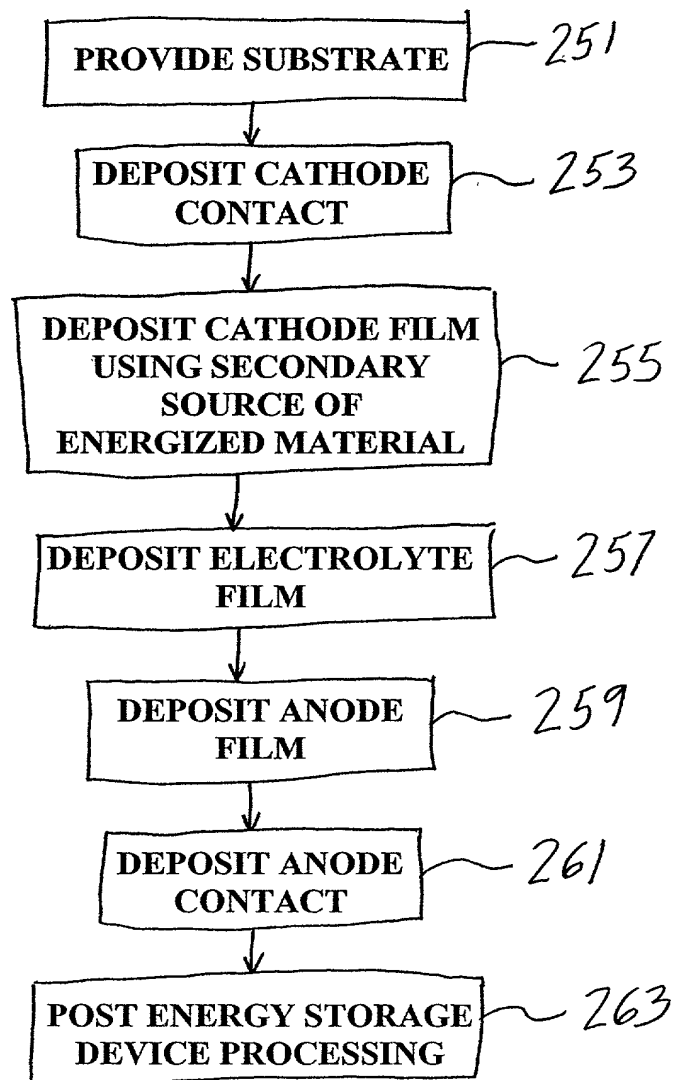 PROVIDE SUBSTRATE
251
DEPOSIT CATHODE
CONTACT
253
DEPOSIT CATHODE FILM
USING SECONDARY
SOURCE OF
ENERGIZED MATERIAL
255
DEPOSIT ELECTROLYTE
FILM
257
DEPOSIT ANODE
FILM
259
DEPOSIT ANODE
CONTACT
261
POST ENERGY STORAGE
DEVICE PROCESSING
263